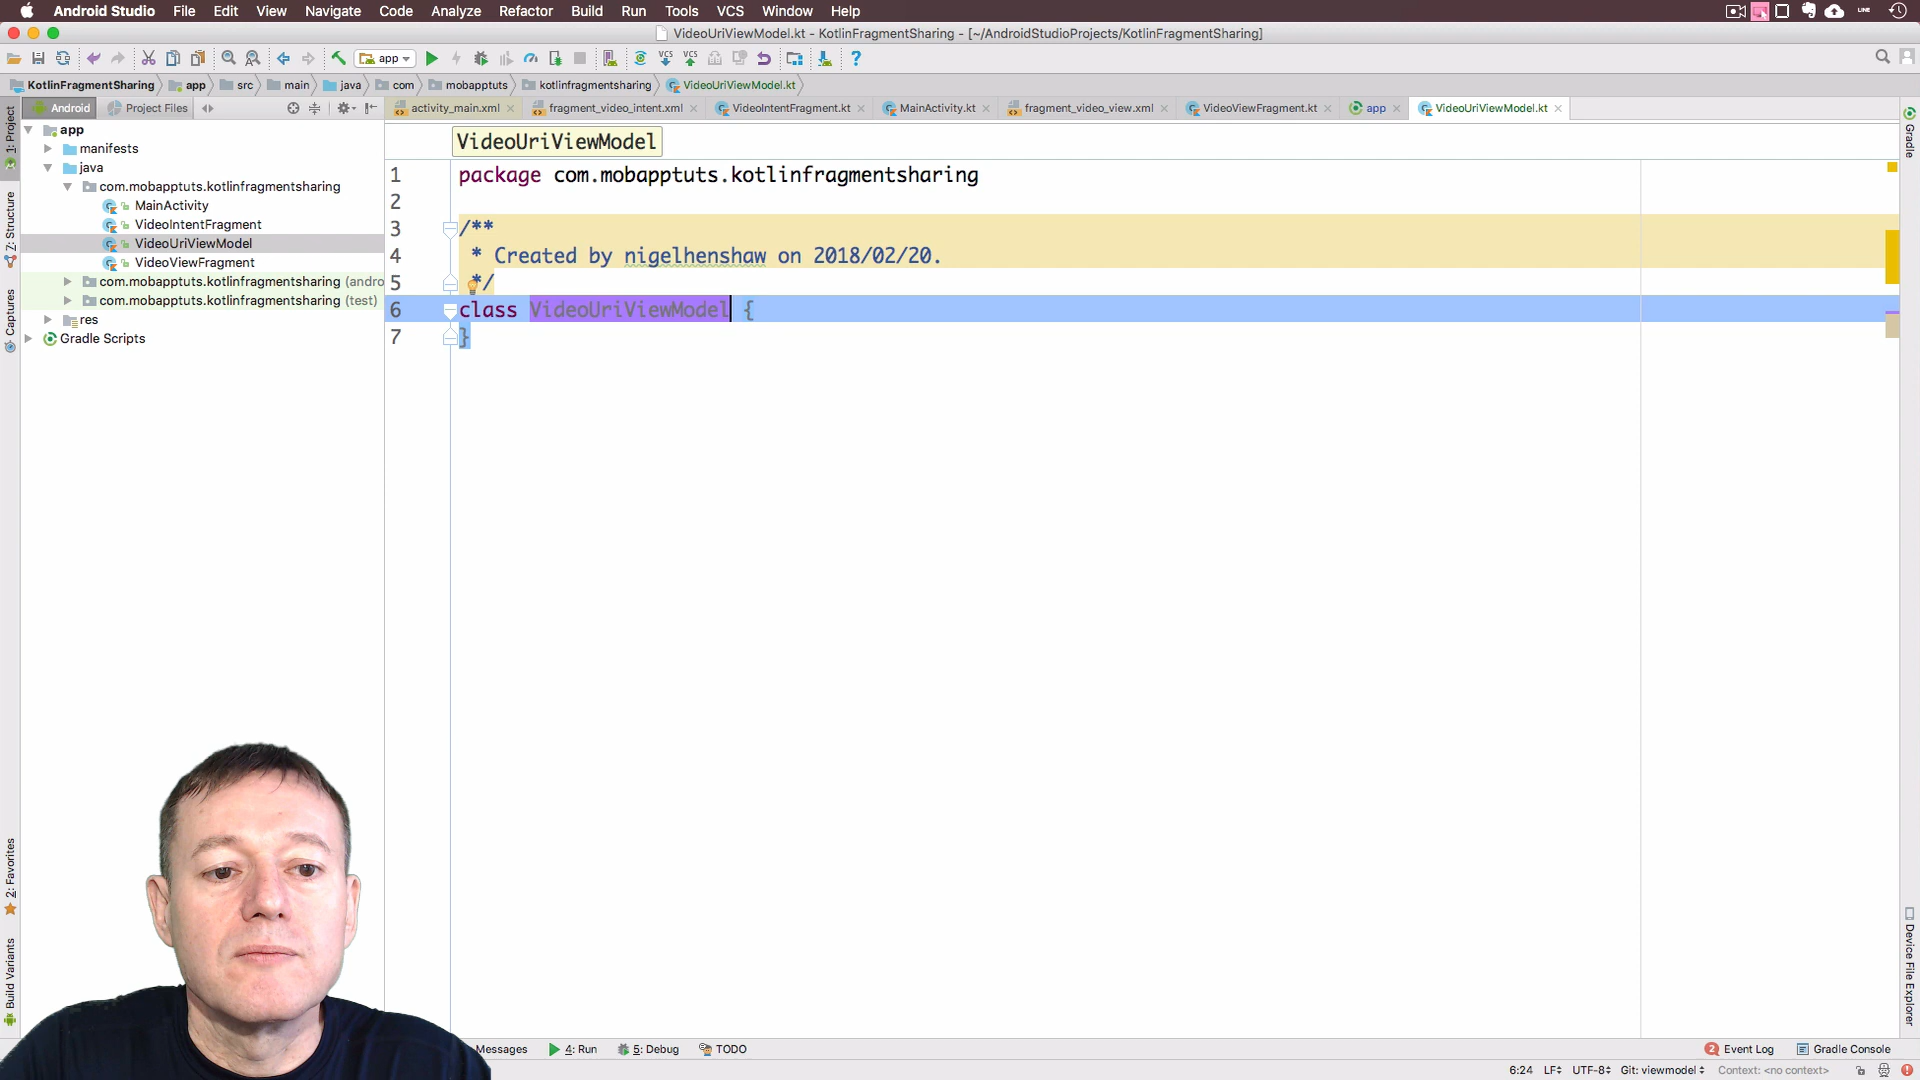 Android Studio File Edit View Navigate Code Analyze Refactor Build Run Tools VCS Window Help
VideoUriViewModel.kt - KotlinFragmentSharing - [~/AndroidStudioProjects/KotlinFragmentSharing]
app
KotlinFragmentSharing app src main java com mobapptuts kotlinfragmentsharing VideoUriViewModel.kt
Android Project Files
activity_main.xml fragment_video_intent.xml VideoIntentFragment.kt MainActivity.kt fragment_video_view.xml VideoViewFragment.kt app VideoUriViewModel.kt
1: Project
Z: Structure
Captures
2: Favorites
Build Variants
app
manifests
java
com.mobapptuts.kotlinfragmentsharing
MainActivity
VideoIntentFragment
VideoUriViewModel
VideoViewFragment
com.mobapptuts.kotlinfragmentsharing (andro
com.mobapptuts.kotlinfragmentsharing (test)
res
Gradle Scripts
VideoUriViewModel
1 package com.mobapptuts.kotlinfragmentsharing
2
3 /**
4 * Created by nigelhenshaw on 2018/02/20.
5 */
6 class VideoUriViewModel {
7 }
Gradle
Device File Explorer
Messages 4: Run 5: Debug TODO
2 Event Log Gradle Console
6:24 LF UTF-8 Git: viewmodel Context: <no context>